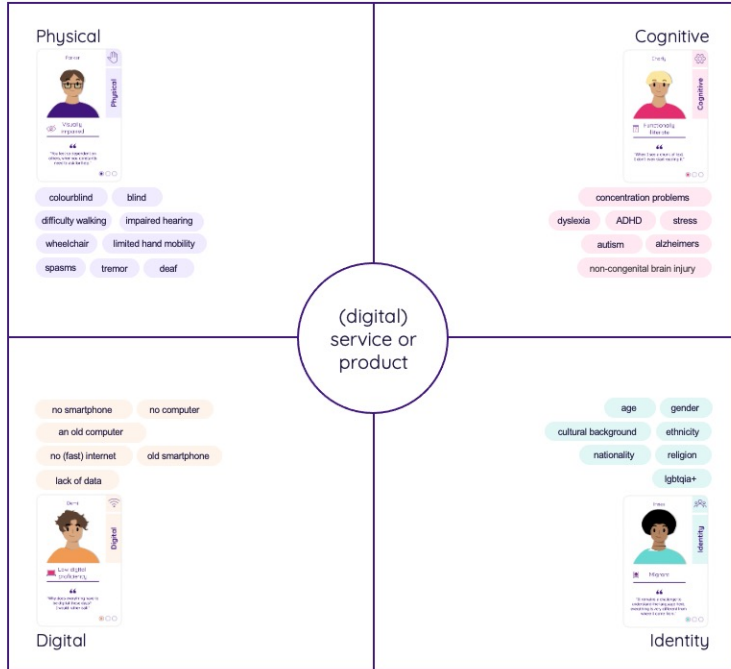 Physical
Physical
Visually
impaired
colourblind
blind
difficulty walking
impaired hearing
wheelchair
limited hand mobility
spasms
tremor
deaf
Cognitive
Charly
Cognitive
Functionally
illiterate
concentration problems
dyslexia
ADHD
stress
autism
alzheimers
non-congenital brain injury
(digital)
service or
product
no smartphone
no computer
an old computer
no (fast) internet
old smartphone
lack of data
Digital
Low digital
proficiency
Digital
age
gender
cultural background
ethnicity
nationality
religion
lgbtqia+
Identity
Migrant
Identity